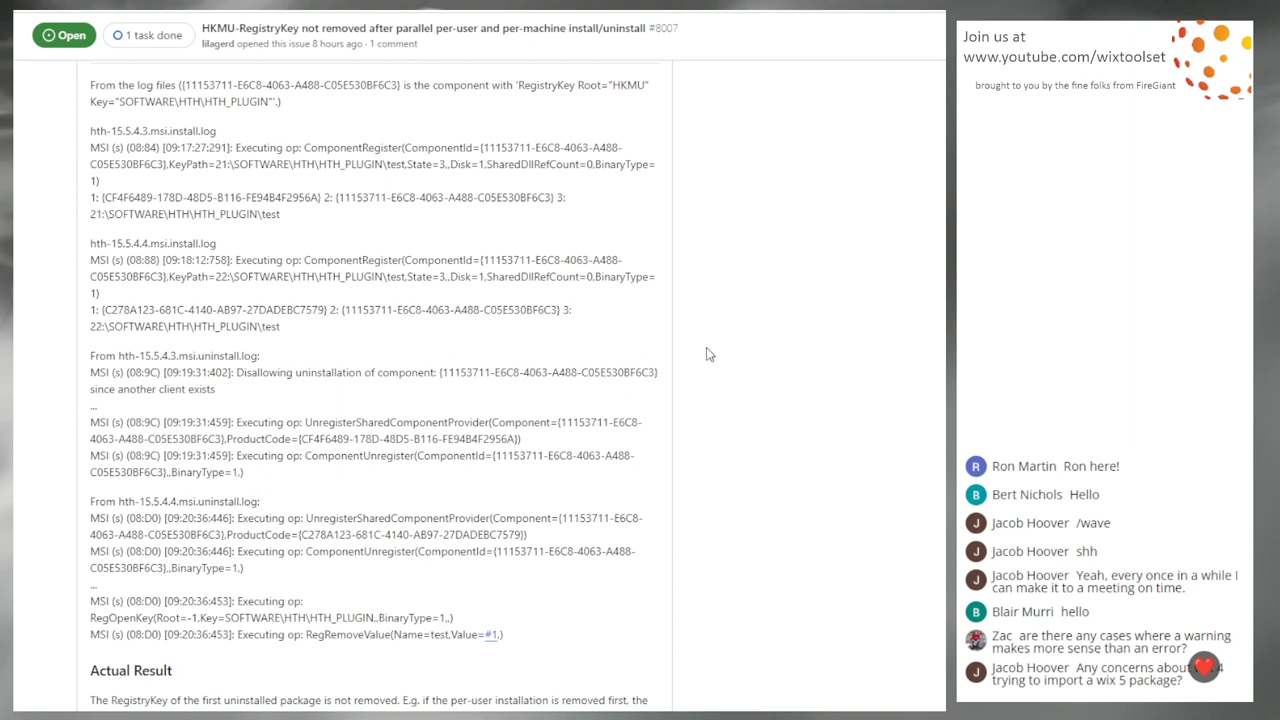 Open
1 task done
HKMU-RegistryKey not removed after parallel per-user and per-machine install/uninstall #8007
lilagerd opened this issue 8 hours ago · 1 comment
From the log files ({11153711-E6C8-4063-A488-C05E530BF6C3} is the component with 'RegistryKey Root="HKMU"
Key="SOFTWARE\HTH\HTH_PLUGIN"'.)
hth-15.5.4.3.msi.install.log
MSI (s) (08:84) [09:17:27:291]: Executing op: ComponentRegister(ComponentId={11153711-E6C8-4063-A488-
C05E530BF6C3},KeyPath=21:\SOFTWARE\HTH\HTH_PLUGIN\test,State=3,,Disk=1,SharedDllRefCount=0,BinaryType=
1)
1: {CF4F6489-178D-48D5-B116-FE94B4F2956A} 2: {11153711-E6C8-4063-A488-C05E530BF6C3} 3:
21:\SOFTWARE\HTH\HTH_PLUGIN\test
hth-15.5.4.4.msi.install.log
MSI (s) (08:88) [09:18:12:758]: Executing op: ComponentRegister(ComponentId={11153711-E6C8-4063-A488-
C05E530BF6C3},KeyPath=22:\SOFTWARE\HTH\HTH_PLUGIN\test,State=3,,Disk=1,SharedDllRefCount=0,BinaryType=
1)
1: {C278A123-681C-4140-AB97-27DADEBC7579} 2: {11153711-E6C8-4063-A488-C05E530BF6C3} 3:
22:\SOFTWARE\HTH\HTH_PLUGIN\test
From hth-15.5.4.3.msi.uninstall.log:
MSI (s) (08:9C) [09:19:31:402]: Disallowing uninstallation of component: {11153711-E6C8-4063-A488-C05E530BF6C3}
since another client exists
...
MSI (s) (08:9C) [09:19:31:459]: Executing op: UnregisterSharedComponentProvider(Component={11153711-E6C8-
4063-A488-C05E530BF6C3},ProductCode={CF4F6489-178D-48D5-B116-FE94B4F2956A})
MSI (s) (08:9C) [09:19:31:459]: Executing op: ComponentUnregister(ComponentId={11153711-E6C8-4063-A488-
C05E530BF6C3},,BinaryType=1,)
From hth-15.5.4.4.msi.uninstall.log:
MSI (s) (08:D0) [09:20:36:446]: Executing op: UnregisterSharedComponentProvider(Component={11153711-E6C8-
4063-A488-C05E530BF6C3},ProductCode={C278A123-681C-4140-AB97-27DADEBC7579})
MSI (s) (08:D0) [09:20:36:446]: Executing op: ComponentUnregister(ComponentId={11153711-E6C8-4063-A488-
C05E530BF6C3},,BinaryType=1,)
...
MSI (s) (08:D0) [09:20:36:453]: Executing op:
RegOpenKey(Root=-1,Key=SOFTWARE\HTH\HTH_PLUGIN,,BinaryType=1,,)
MSI (s) (08:D0) [09:20:36:453]: Executing op: RegRemoveValue(Name=test,Value=#1,)
Actual Result
The RegistryKey of the first uninstalled package is not removed. E.g. if the per-user installation is removed first, the
Join us at
www.youtube.com/wixtoolset
brought to you by the fine folks from FireGiant
R Ron Martin Ron here!
B Bert Nichols Hello
J Jacob Hoover /wave
J Jacob Hoover shh
J Jacob Hoover Yeah, every once in a while I
can make it to a meeting on time.
B Blair Murri hello
Zac are there any cases where a warning
makes more sense than an error?
J Jacob Hoover Any concerns about 4
trying to import a wix 5 package?